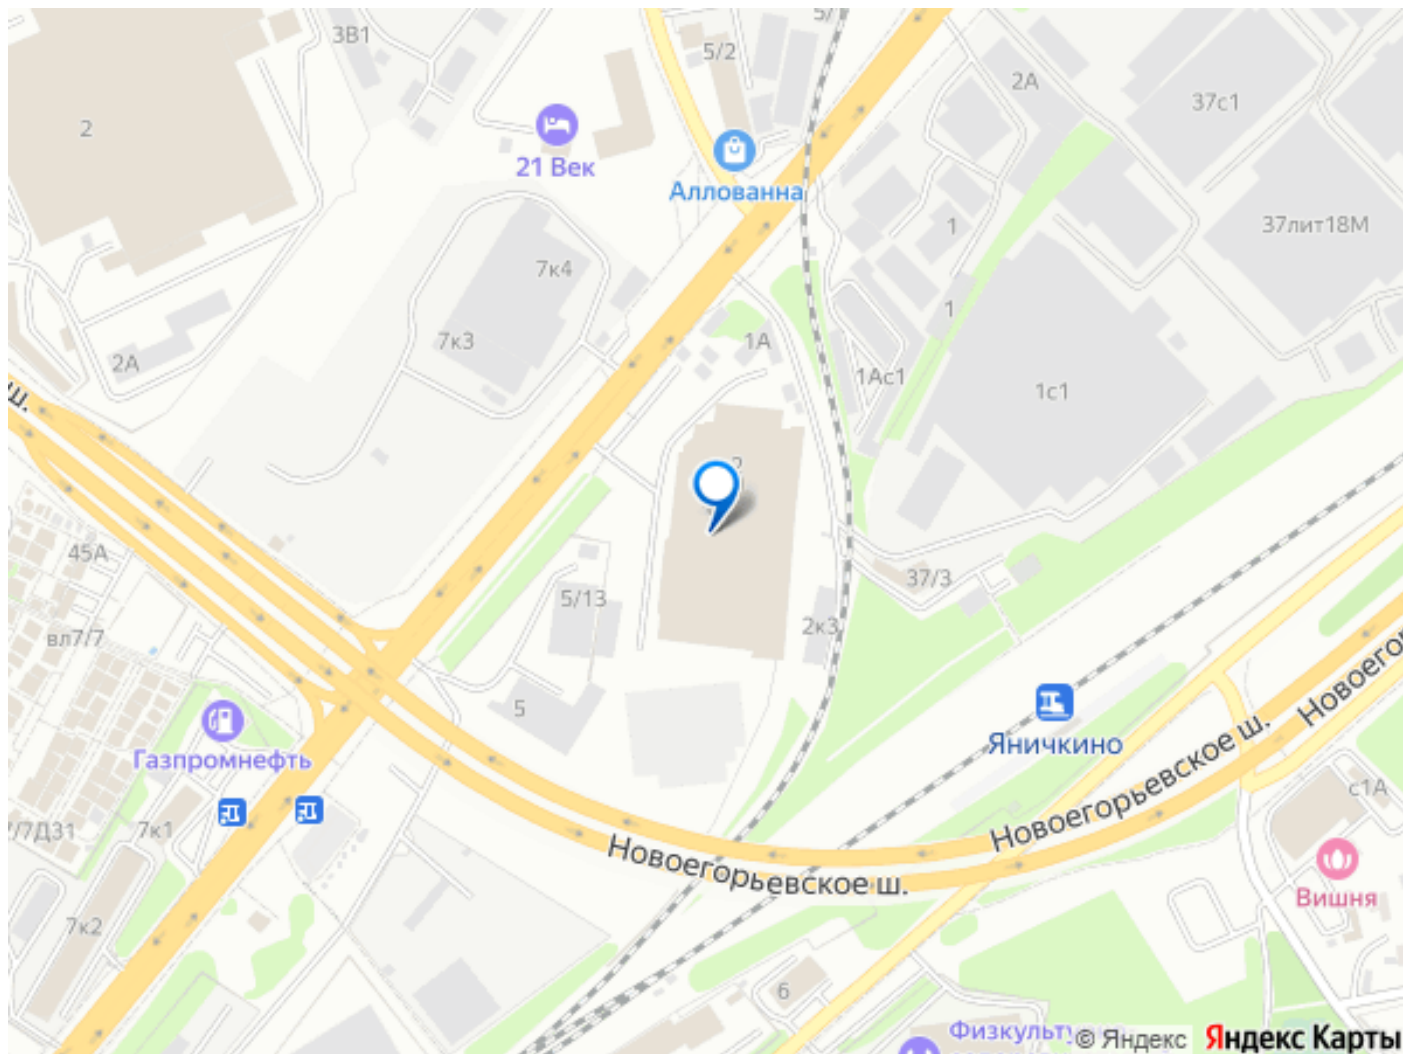 3В1
5/2
2А
37с1
2
21 Век
Аллованна
37лит18М
1
7к4
7к3
1
1А
2А
1Ас1
1с1
ш.
2
45А
37/3
5/13
2к3
вл7/7
5
Газпромнефть
Яничкино
Новоегорьевское ш.
7к1
с1А
Новоегорьевское ш.
Вишня
7к2
6
© Яндекс
Яндекс Карты